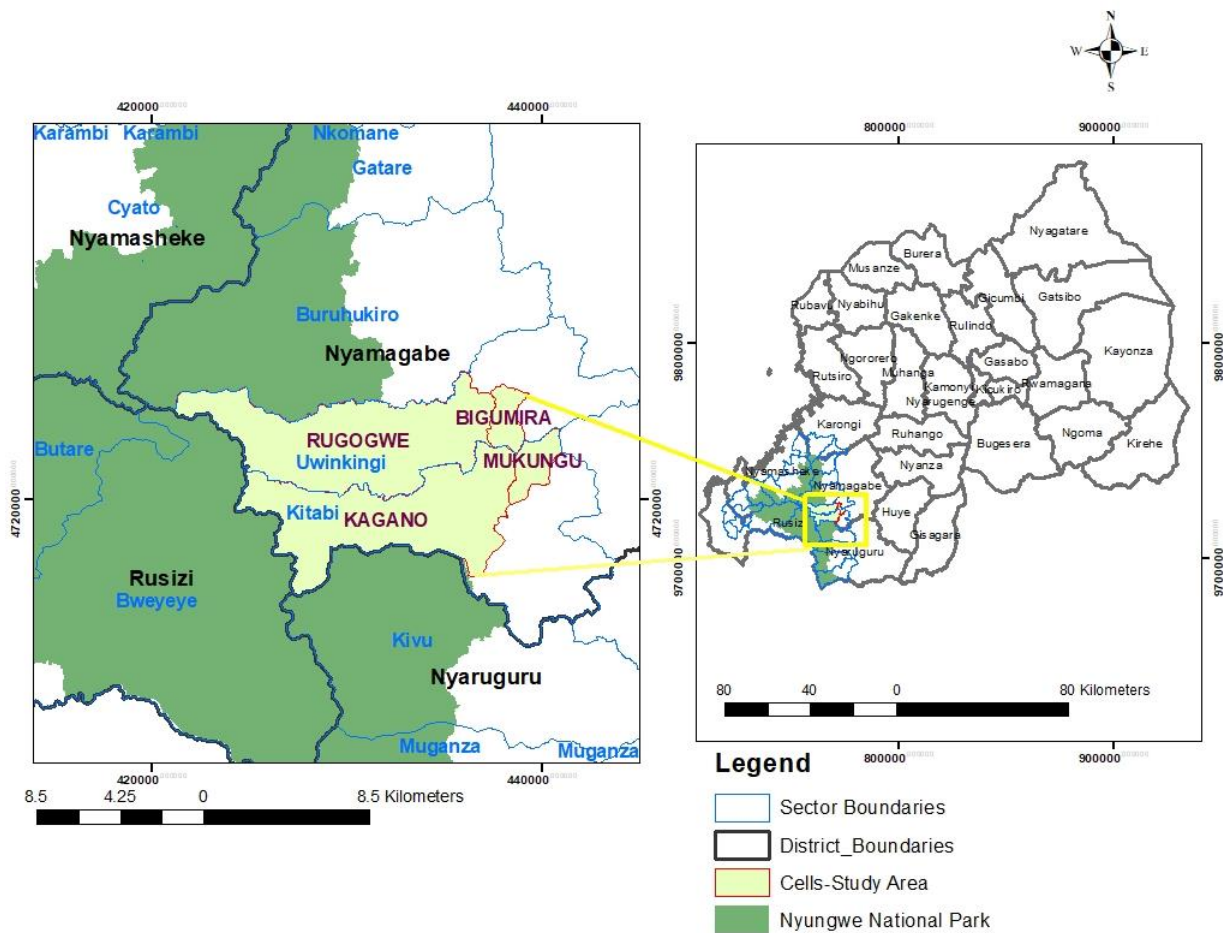 N
W E
S
420000 440000
Karambi Karambi Nkomane
Gatare
Cyato
Nyamasheke
Buruhukiro
Nyamagabe
BIGUMIRA
RUGOGWE
Butare
Uwinkingi
MUKUNGU
Kitabi
KAGANO
4720000 4720000
Rusizi
Bweyeye
Kivu
Nyaruguru
Muganza Muganza
420000 440000
8.5 4.25 0 8.5 Kilometers
800000 900000
Nyagatare
Burera
Musanze
Rubavu Nyabihu Gicumbi Gatsibo
Gakenke
Rulindo
9800000 9800000
Ngororero Gasabo Kayonza
Rutsiro Muhanga
Kamonyi Kicukiro Rwamagana
Nyarugenge
Karongi Ruhango Bugesera Ngoma Kirehe
Nyamasheke Nyanza
Nyamagabe
Rusizi Huye
Gisagara
Nyaruguru
9700000 9700000
80 40 0 80 Kilometers
800000 900000
Legend
Sector Boundaries
District_Boundaries
Cells-Study Area
Nyungwe National Park